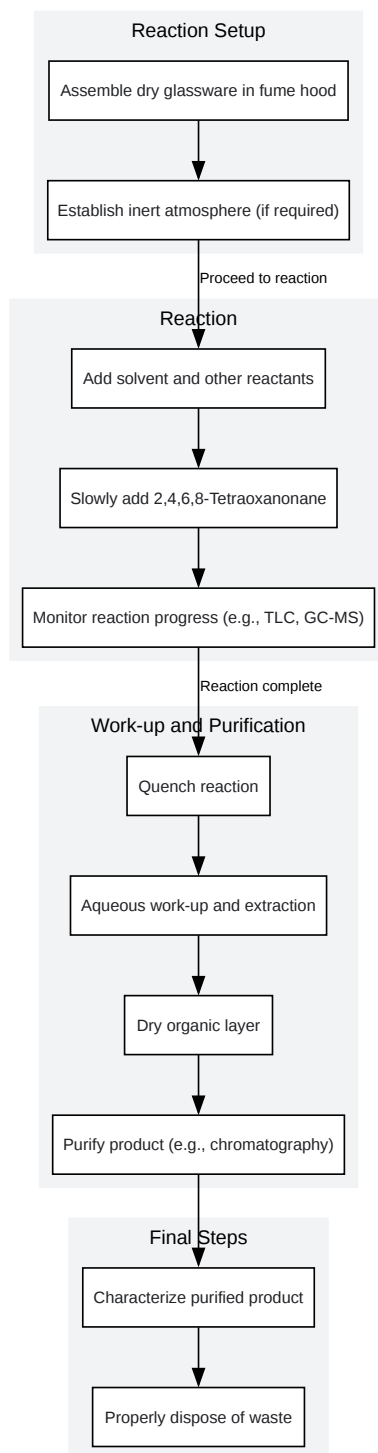 Reaction Setup
Assemble dry glassware in fume hood
Establish inert atmosphere (if required)
Proceed to reaction
Reaction
Add solvent and other reactants
Slowly add 2,4,6,8-Tetraoxanonane
Monitor reaction progress (e.g., TLC, GC-MS)
Reaction complete
Work-up and Purification
Quench reaction
Aqueous work-up and extraction
Dry organic layer
Purify product (e.g., chromatography)
Final Steps
Characterize purified product
Properly dispose of waste